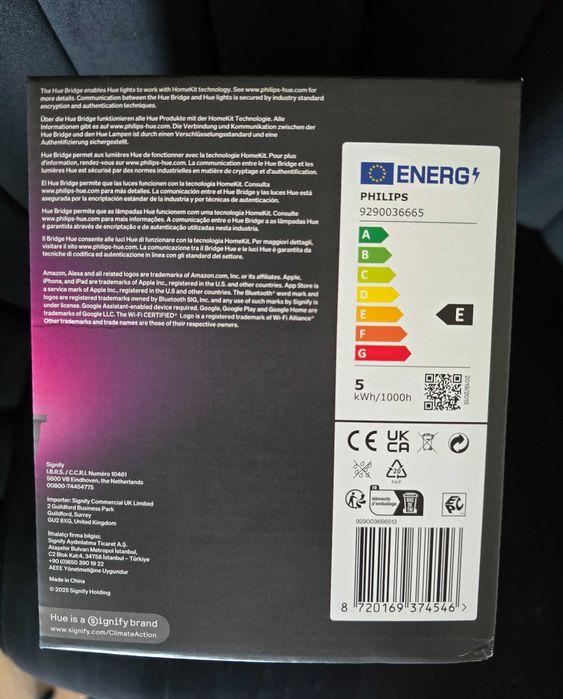 The Hue Bridge enables Hue lights to work with HomeKit technology. See www.philips-hue.com for
more details. Communication between the Hue Bridge and Hue lights is secured by industry standard
encryption and authentication techniques.
Über die Hue Bridge funktionieren alle Hue Produkte mit der HomeKit Technologie. Alle
Informationen gibt es auf www.philips-hue.com. Die Verbindung und Kommunikation zwischen der
Hue Bridge und den Hue Lampen ist durch einen Verschlüsselungsstandard und eine
Authentifizierung sichergestellt.
Hue Bridge permet aux lumières Hue de fonctionner avec la technologie HomeKit. Pour plus
d'information, rendez-vous sur www.philips-hue.com. La communication entre le Hue Bridge et les
lumières Hue est sécurisé par des normes industrielles en matière de cryptage et d'authentification.
El Hue Bridge permite que las luces funcionen con la tecnología HomeKit. Consulta
www.philips-hue.com para más detalles. La comunicación entre el Hue Bridge y las luces Hue está
asegurada por la encriptación estándar de la industria y por técnicas de autenticación.
Hue Bridge permite que as lâmpadas Hue funcionem com uma tecnologia HomeKit. Consulte
www.philips-hue.com para mais informações. A comunicação entre o Hue Bridge a as lâmpadas Hue
é garantida através de encriptação e de autenticação utilizadas nesta industria.
Il Bridge Hue consente alle luci Hue di funzionare con la tecnologia HomeKit. Per maggiori dettagli,
visitare il sito www.philips-hue.com. La comunicazione tra il Bridge Hue e le luci Hue è garantita da
tecniche di codifica ed autenticazione in linea con gli standard del settore.
Amazon, Alexa and all related logos are trademarks of Amazon.com, Inc. or its affiliates. Apple,
iPhone, and iPad are trademarks of Apple Inc., registered in the U.S. and other countries. App Store is
a service mark of Apple Inc., registered in the U.S and other countries. The Bluetooth® word mark and
logos are registered trademarks owned by Bluetooth SIG, Inc. and any use of such marks by Signify is
under license. Google Assistant-enabled device required. Google, Google Play and Google Home are
trademarks of Google LLC. The Wi-Fi CERTIFIED™ Logo is a registered trademark of Wi-Fi Alliance®
Other trademarks and trade names are those of their respective owners.
ENERG
PHILIPS
9290036665
A
B
C
D
E
F
G
E
5
kWh/1000h
2019/2015
CE
UK
CA
20
PAP
FR
éléments
d'emballage
BAC
929003666513
8 720169 374546 >
Signify
I.B.R.S. / C.C.R.I. Numéro 10461
5600 VB Eindhoven, the Netherlands
00800-74454775
Importer: Signify Commercial UK Limited
2 Guildford Business Park
Guildford, Surrey
GU2 8XG, United Kingdom
İthalatçı firma bilgisi;
Signify Aydınlatma Ticaret A.Ş.
Ataşehir Bulvarı Metropol İstanbul,
C2 Blok Kat:4, 34758 İstanbul – Türkiye
+90 (0)850 390 19 22
AEEE Yönetmeliğine Uygundur
Made in China
© 2025 Signify Holding
Hue is a Signify brand
www.signify.com/ClimateAction